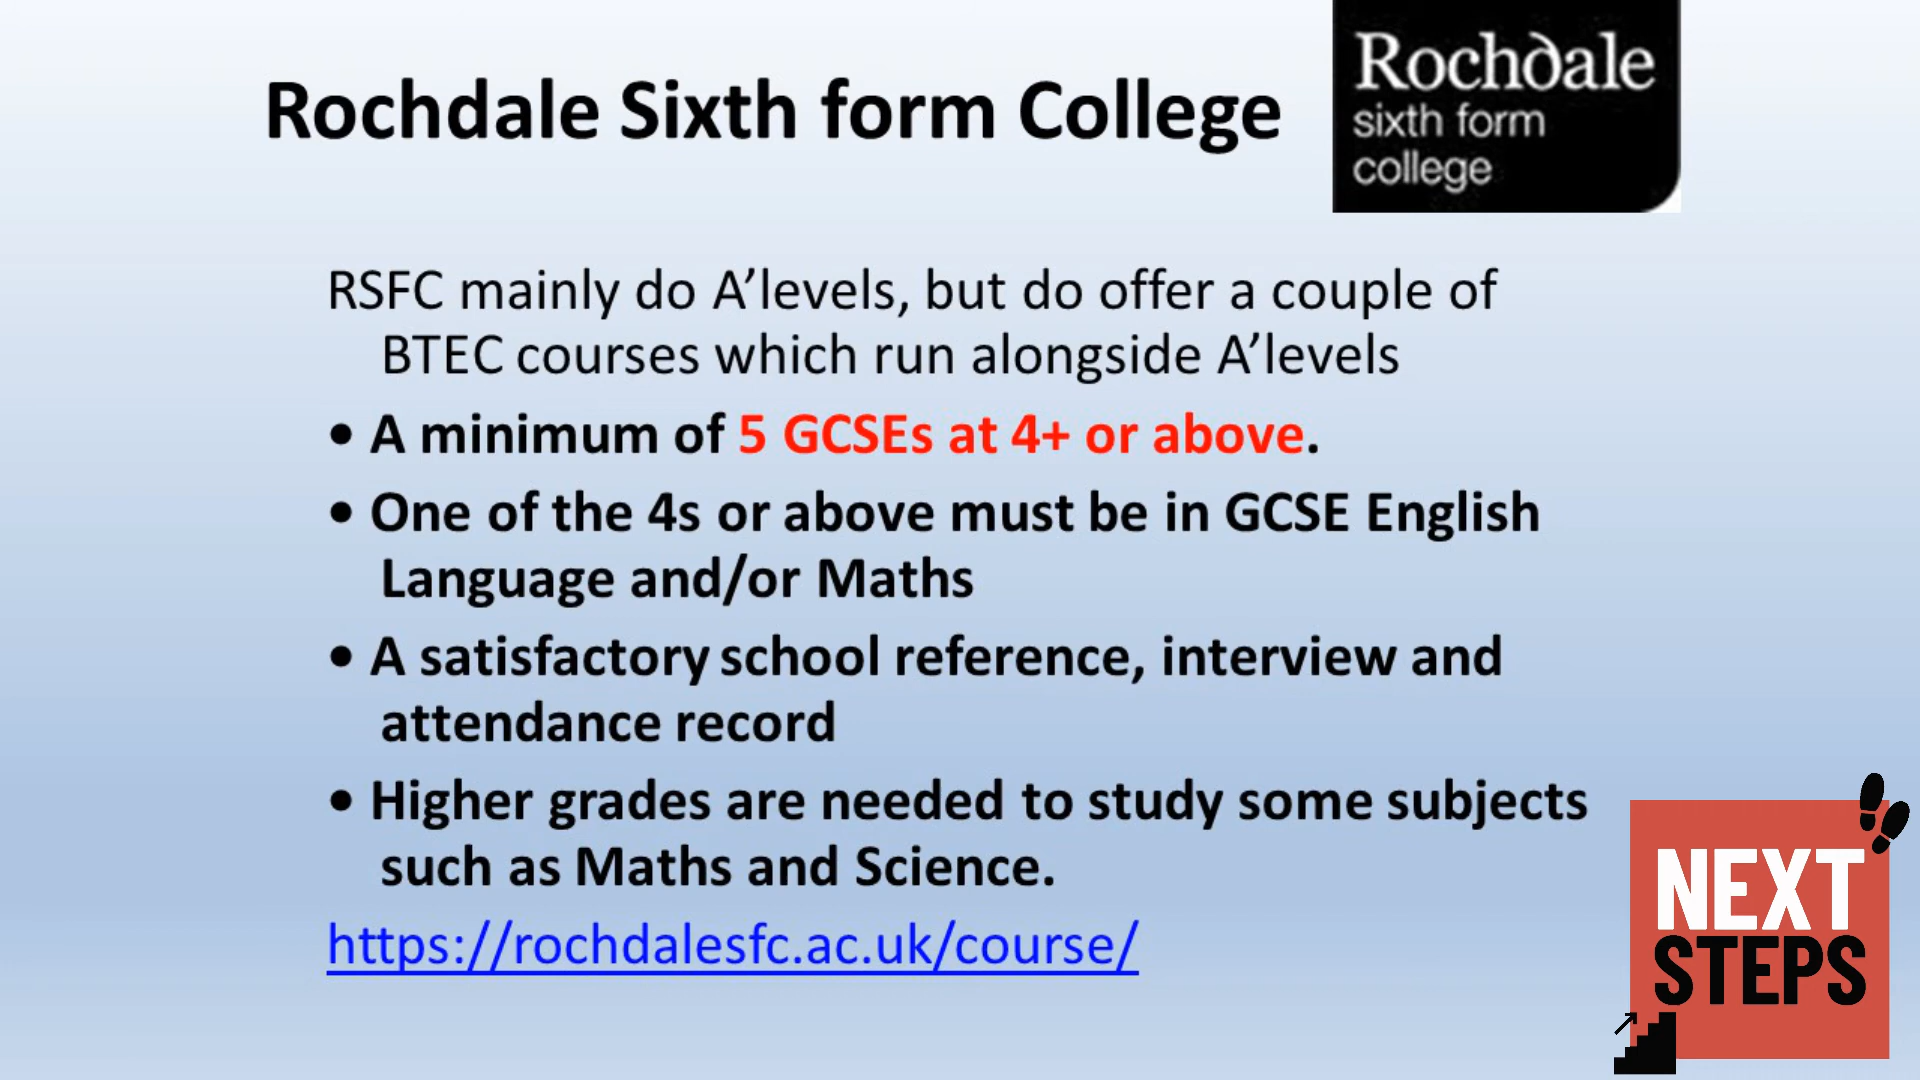 Rochdale Sixth form College
Rochdale
sixth form
college
RSFC mainly do A’levels, but do offer a couple of
BTEC courses which run alongside A’levels
• A minimum of 5 GCSEs at 4+ or above.
• One of the 4s or above must be in GCSE English
Language and/or Maths
• A satisfactory school reference, interview and
attendance record
• Higher grades are needed to study some subjects
such as Maths and Science.
https://rochdalesfc.ac.uk/course/
NEXT
STEPS